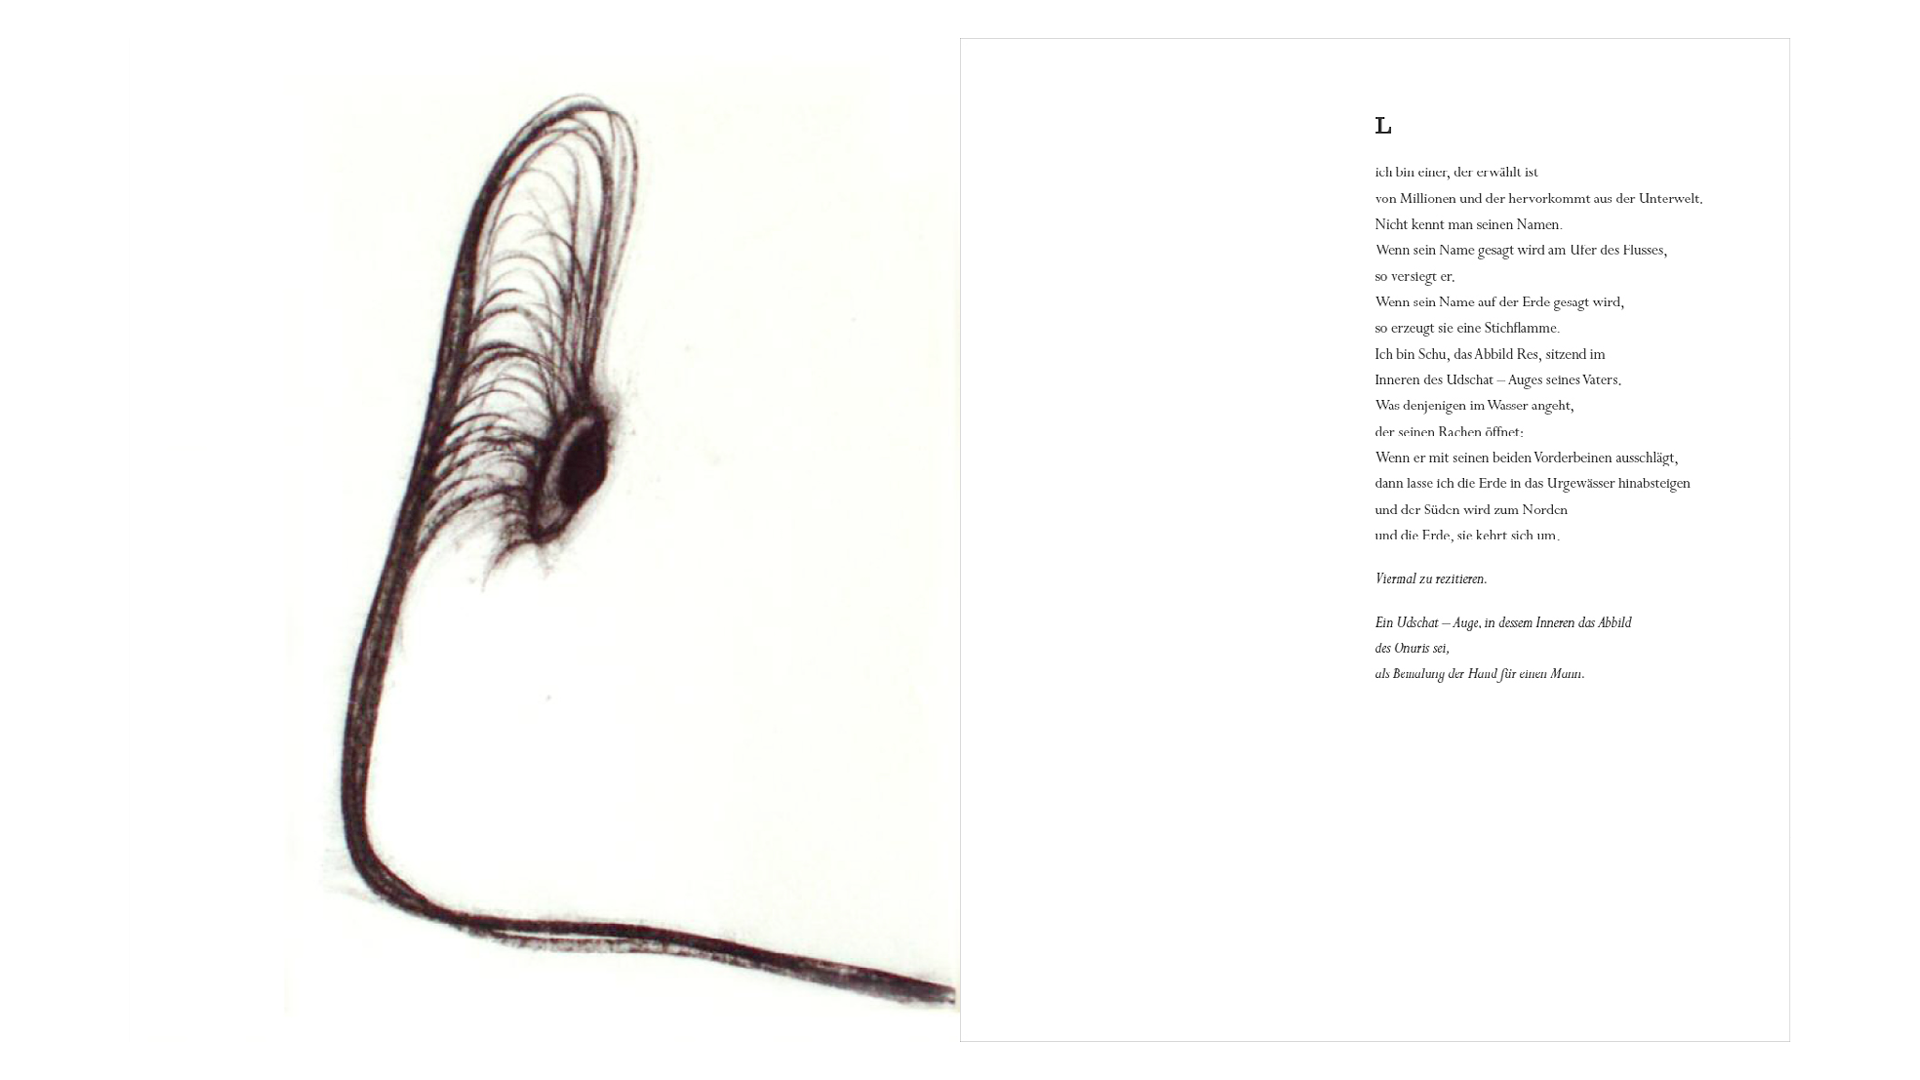 L
ich bin einer, der erwählt ist
von Millionen und der hervorkommt aus der Unterwelt.
Nicht kennt man seinen Namen.
Wenn sein Name gesagt wird am Ufer des Flusses,
so versiegt er.
Wenn sein Name auf der Erde gesagt wird,
so erzeugt sie eine Stichflamme.
Ich bin Schu, das Abbild Res, sitzend im
Inneren des Udschat – Auges seines Vaters.
Was denjenigen im Wasser angeht,
der seinen Rachen öffnet:
Wenn er mit seinen beiden Vorderbeinen ausschlägt,
dann lasse ich die Erde in das Urgewässer hinabsteigen
und der Süden wird zum Norden
und die Erde, sie kehrt sich um.
Viermal zu rezitieren.
Ein Udschat – Auge, in dessem Inneren das Abbild
des Onuris sei,
als Bemalung der Hand für einen Mann.